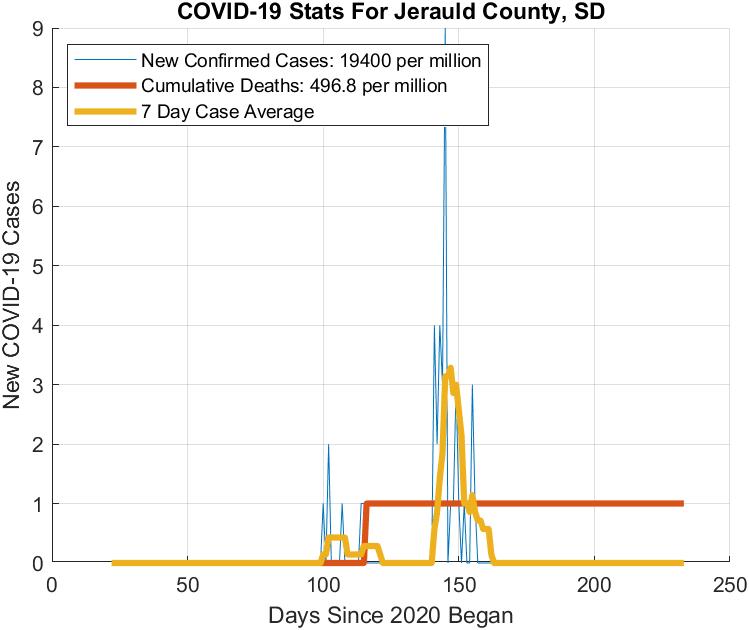 COVID-19 Stats For Jerauld County, SD
New Confirmed Cases: 19400 per million
Cumulative Deaths: 496.8 per million
7 Day Case Average
New COVID-19 Cases
9
8
7
6
5
4
3
2
1
0
0 50 100 150 200 250
Days Since 2020 Began